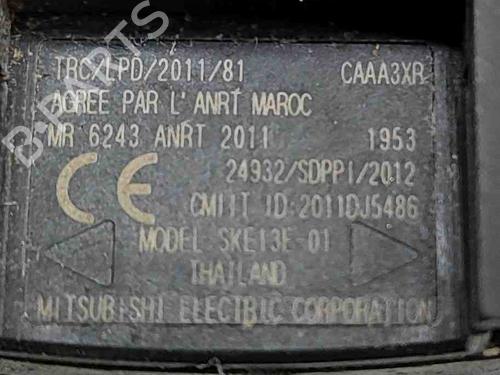 TRC/LPD/2011/81 CAAA3XR
AGREE PAR L'ANRT MAROC
MR 6243 ANRT 2011 1953
24932/SDPPI/2012
CE CMIIT ID:2011DJ5486
MODEL SKE13E-01
THAILAND
MITSUBISHI ELECTRIC CORPORATION
B-PARTS